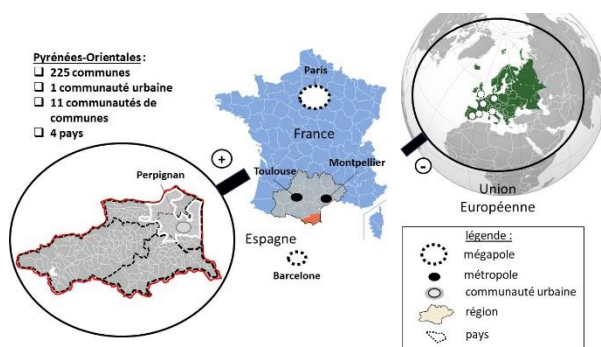 Pyrénées-Orientales :
225 communes
1 communauté urbaine
11 communautés de
communes
4 pays
Perpignan
+
Paris
France
Toulouse
Montpellier
Espagne
Barcelone
-
Union
Européenne
légende :
mégapole
métropole
communauté urbaine
région
pays